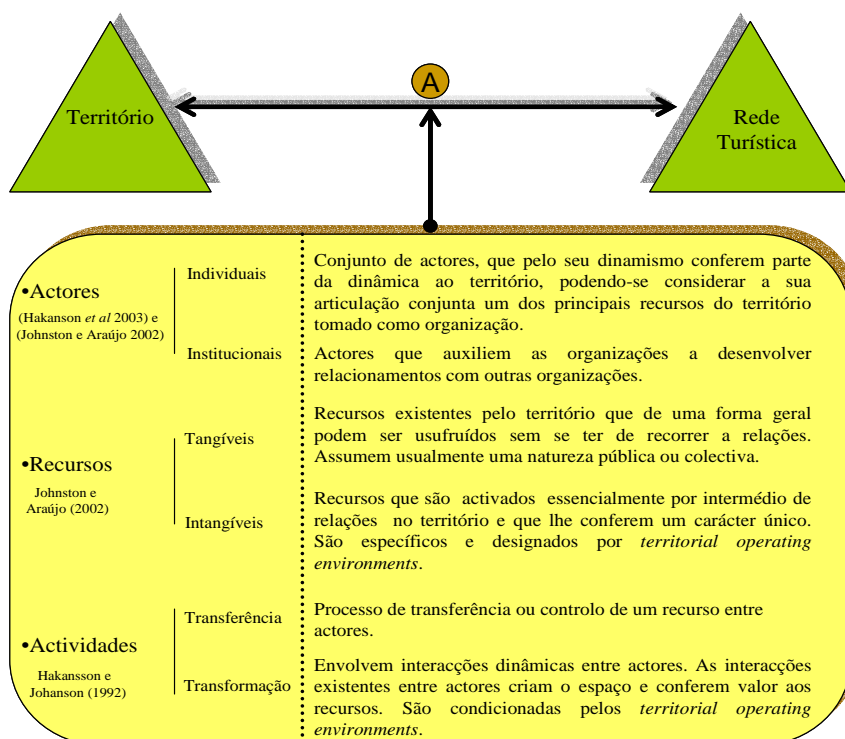 A
Território
Rede
Turística
•Actores
(Hakanson et al 2003) e
(Johnston e Araújo 2002)
Individuais
Conjunto de actores, que pelo seu dinamismo conferem parte
da dinâmica ao território, podendo-se considerar a sua
articulação conjunta um dos principais recursos do território
tomado como organização.
Institucionais
Actores que auxiliem as organizações a desenvolver
relacionamentos com outras organizações.
•Recursos
Johnston e
Araújo (2002)
Tangíveis
Recursos existentes pelo território que de uma forma geral
podem ser usufruídos sem se ter de recorrer a relações.
Assumem usualmente uma natureza pública ou colectiva.
Intangíveis
Recursos que são activados essencialmente por intermédio de
relações no território e que lhe conferem um carácter único.
São específicos e designados por territorial operating
environments.
•Actividades
Hakansson e
Johanson (1992)
Transferência
Processo de transferência ou controlo de um recurso entre
actores.
Transformação
Envolvem interacções dinâmicas entre actores. As interacções
existentes entre actores criam o espaço e conferem valor aos
recursos. São condicionadas pelos territorial operating
environments.